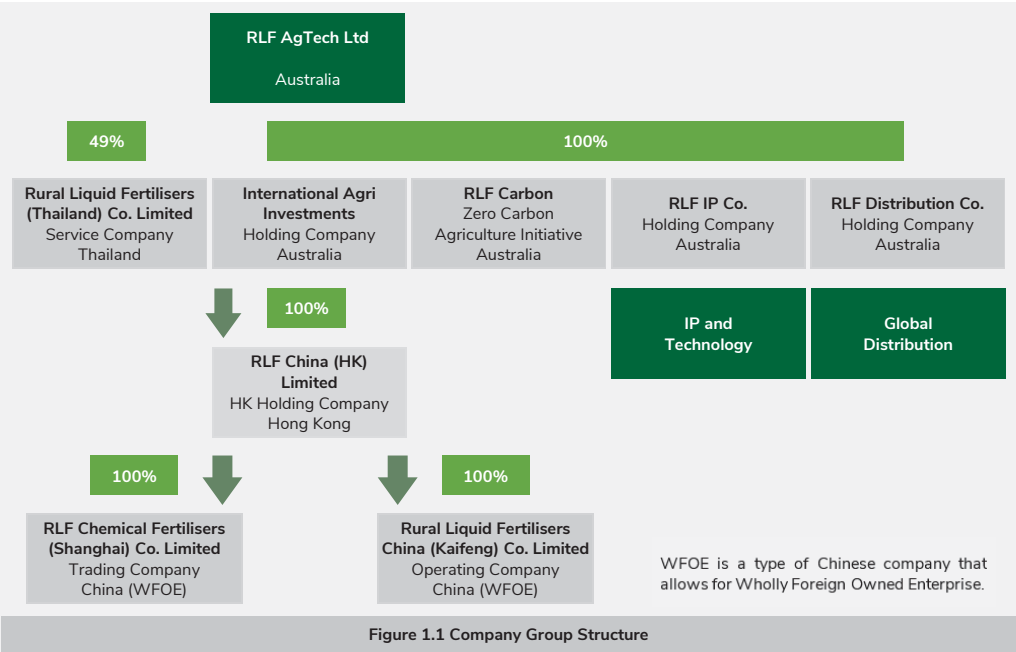 RLF AgTech Ltd
Australia
49%
100%
Rural Liquid Fertilisers
(Thailand) Co. Limited
Service Company
Thailand
International Agri
Investments
Holding Company
Australia
RLF Carbon
Zero Carbon
Agriculture Initiative
Australia
RLF IP Co.
Holding Company
Australia
RLF Distribution Co.
Holding Company
Australia
100%
IP and
Technology
Global
Distribution
RLF China (HK)
Limited
HK Holding Company
Hong Kong
100%
100%
RLF Chemical Fertilisers
(Shanghai) Co. Limited
Trading Company
China (WFOE)
Rural Liquid Fertilisers
China (Kaifeng) Co. Limited
Operating Company
China (WFOE)
WFOE is a type of Chinese company that
allows for Wholly Foreign Owned Enterprise.
Figure 1.1 Company Group Structure